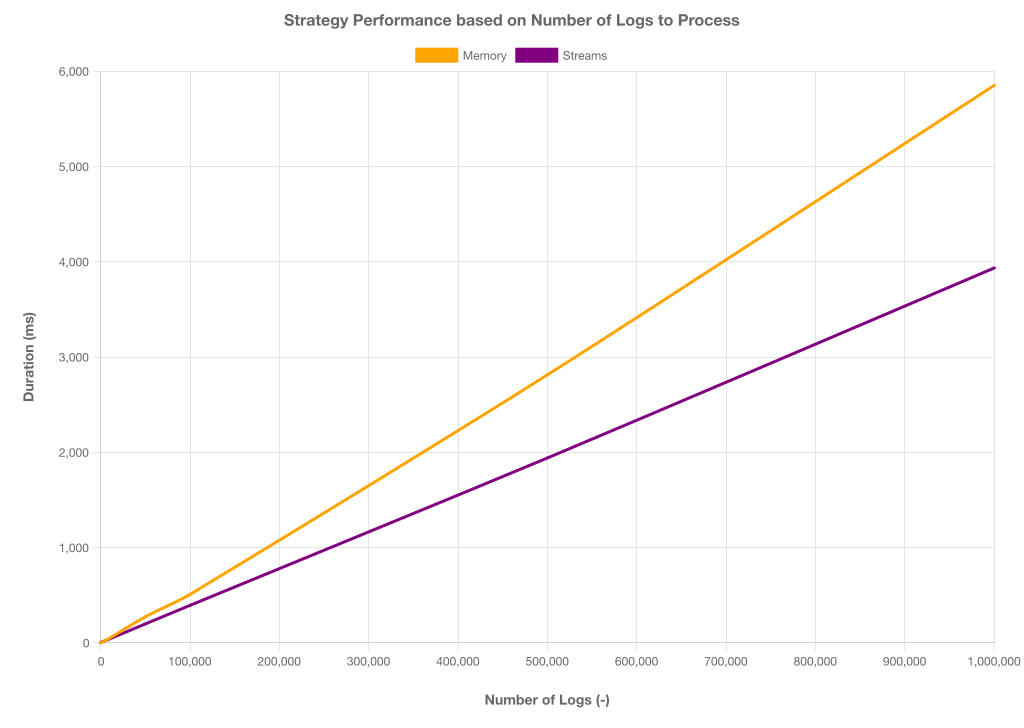 Strategy Performance based on Number of Logs to Process
Memory Streams
6,000
5,000
4,000
3,000
2,000
1,000
0
Duration (ms)
0 100,000 200,000 300,000 400,000 500,000 600,000 700,000 800,000 900,000 1,000,000
Number of Logs (-)